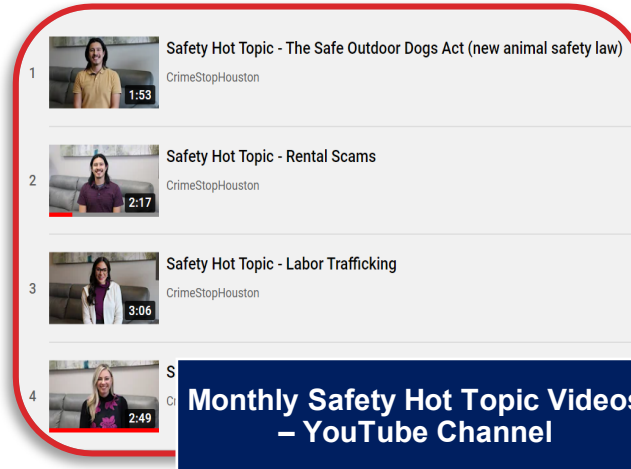 1
Safety Hot Topic - The Safe Outdoor Dogs Act (new animal safety law)
CrimeStopHouston
1:53
2
Safety Hot Topic - Rental Scams
CrimeStopHouston
2:17
3
Safety Hot Topic - Labor Trafficking
CrimeStopHouston
3:06
4
S
2:49
Monthly Safety Hot Topic Videos
– YouTube Channel